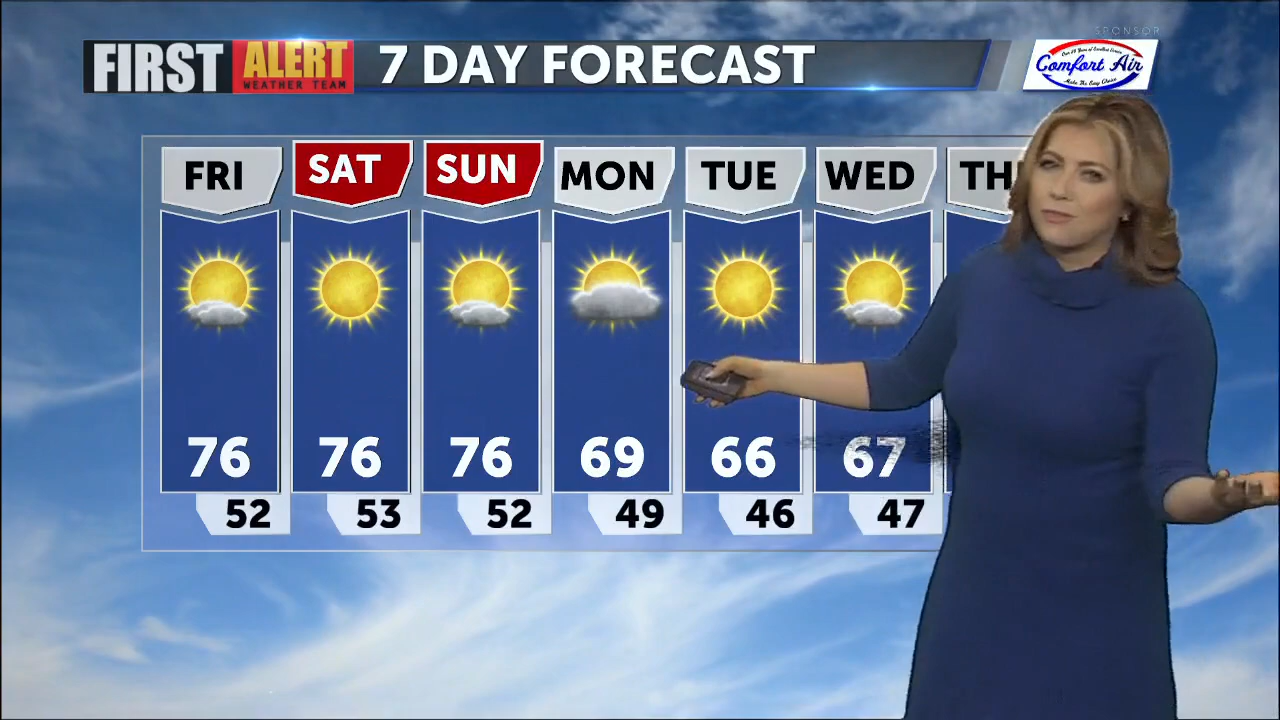 SPONSOR
FIRST ALERT 7 DAY FORECAST
WEATHER TEAM
Comfort Air
FRI SAT SUN MON TUE WED
76 76 76 69 66 67
52 53 52 49 46 47